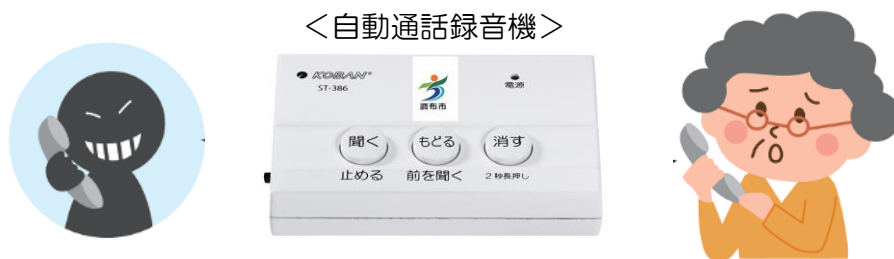 ＜自動通話録音機＞
KOBAN®
ST-386
調布市
電源
聞く もどる 消す
止める 前を聞く 2秒長押し